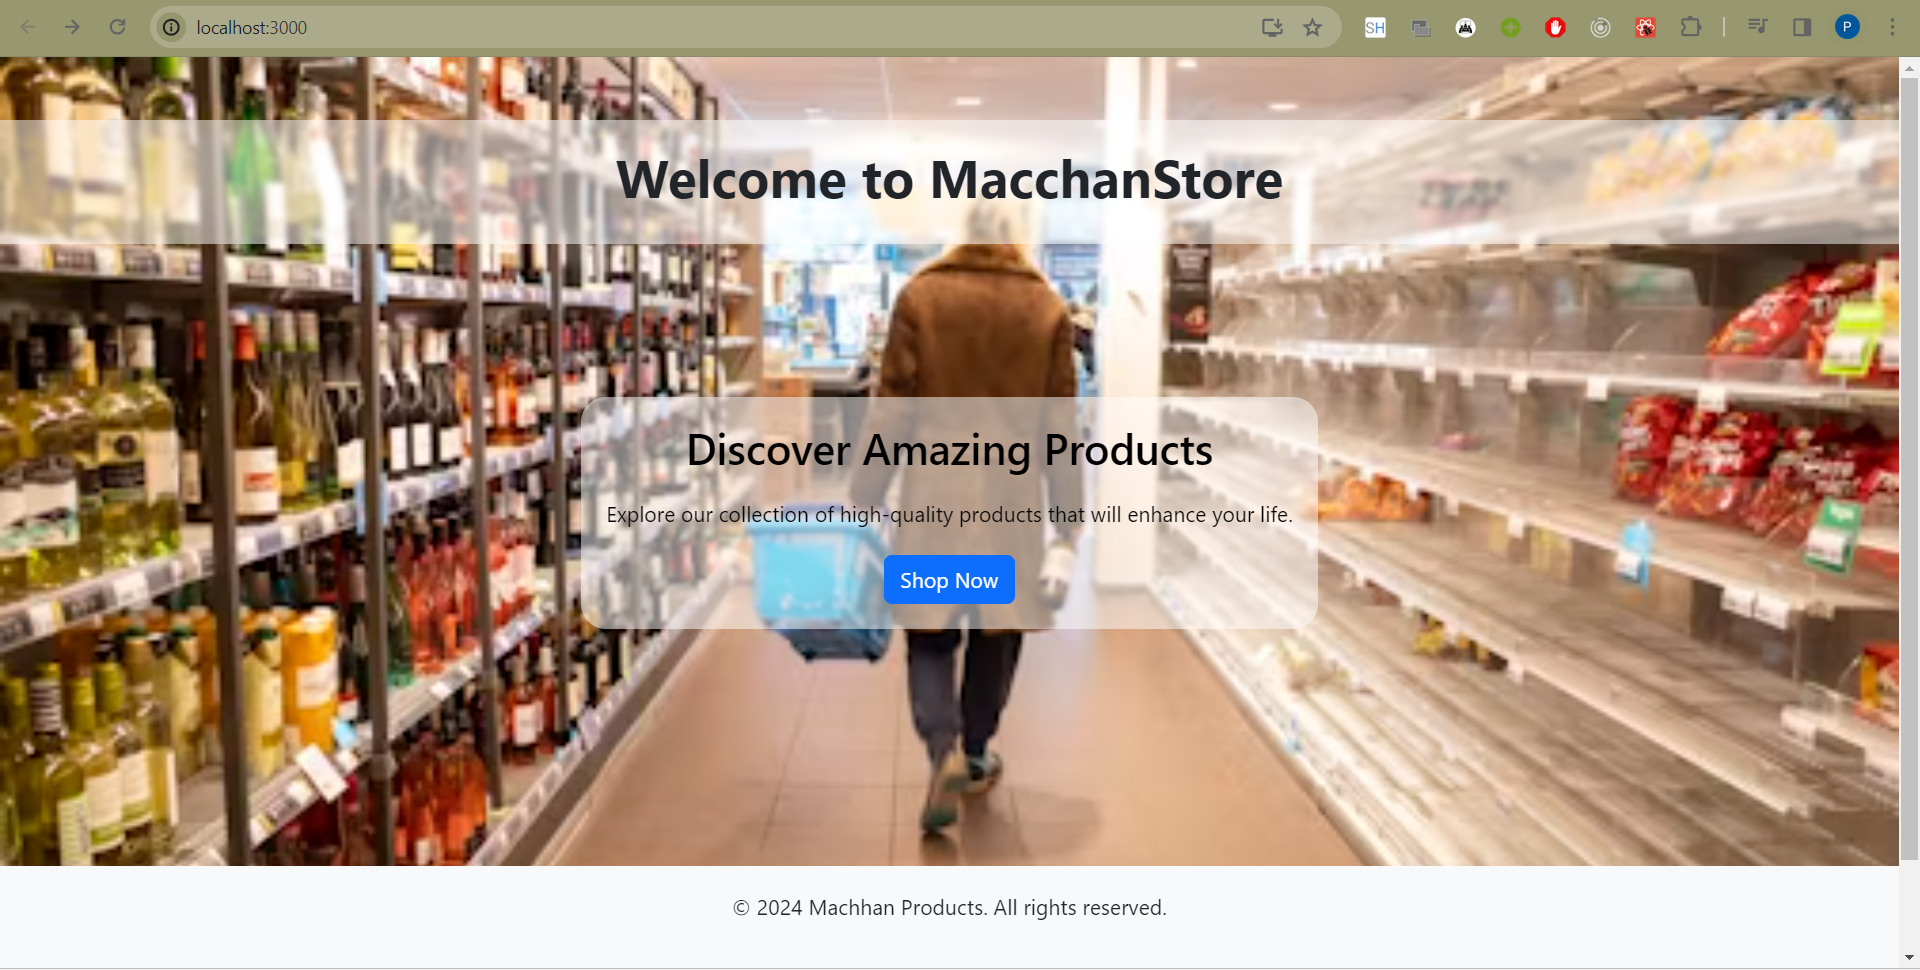 localhost:3000
SH
P
Welcome to MacchanStore
Discover Amazing Products
Explore our collection of high-quality products that will enhance your life.
Shop Now
© 2024 Machhan Products. All rights reserved.